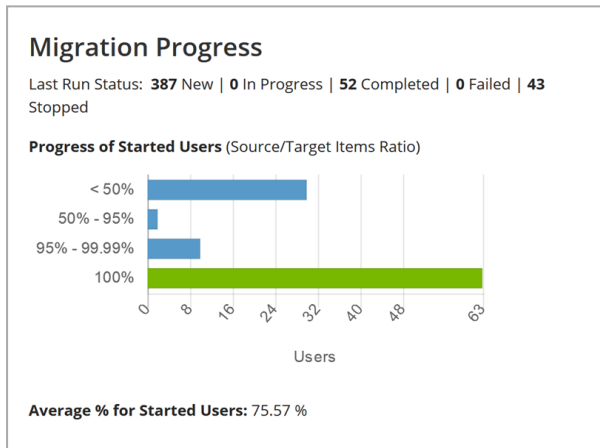 Migration Progress
Last Run Status: 387 New | 0 In Progress | 52 Completed | 0 Failed | 43
Stopped
Progress of Started Users (Source/Target Items Ratio)
< 50%
50% - 95%
95% - 99.99%
100%
0 8 16 24 32 40 48 63
Users
Average % for Started Users: 75.57 %